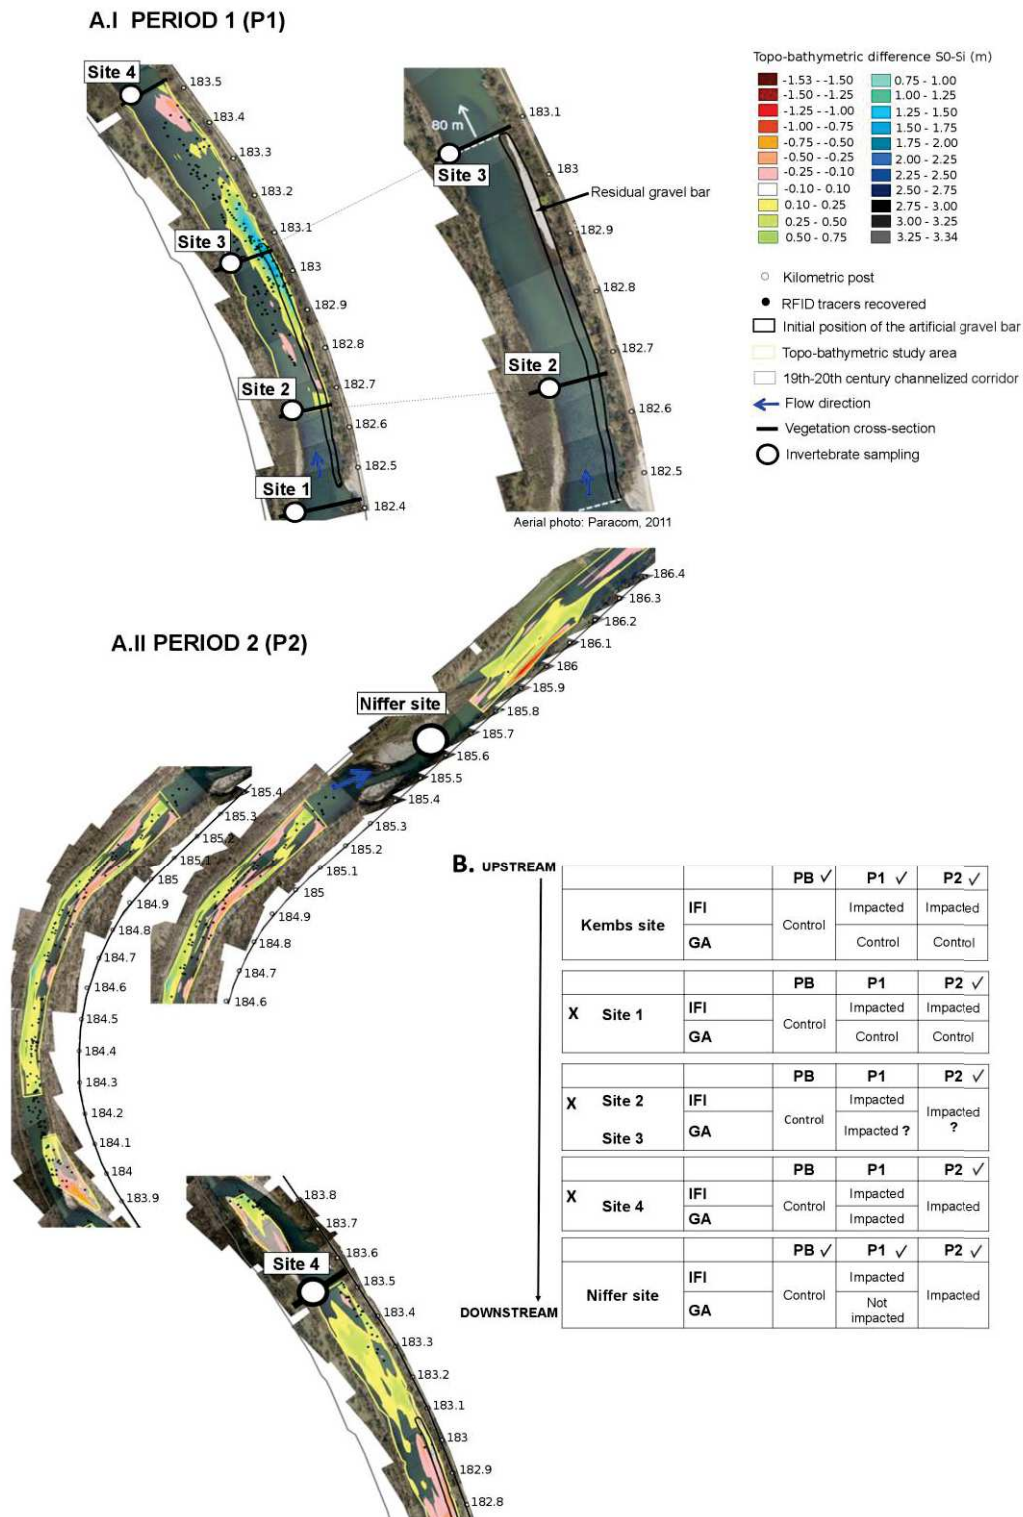 A.I PERIOD 1 (P1)
Site 4
183.5
183.4
183.3
183.2
183.1
Site 3
183
182.9
182.8
182.7
Site 2
182.6
182.5
Site 1
182.4
183.1
80 m
Site 3
183
Residual gravel bar
182.9
182.8
182.7
Site 2
182.6
182.5
Aerial photo: Paracom, 2011
Topo-bathymetric difference S0-Si (m)
-1.53 - -1.50
-1.50 - -1.25
-1.25 - -1.00
-1.00 - -0.75
-0.75 - -0.50
-0.50 - -0.25
-0.25 - -0.10
-0.10 - 0.10
0.10 - 0.25
0.25 - 0.50
0.50 - 0.75
0.75 - 1.00
1.00 - 1.25
1.25 - 1.50
1.50 - 1.75
1.75 - 2.00
2.00 - 2.25
2.25 - 2.50
2.50 - 2.75
2.75 - 3.00
3.00 - 3.25
3.25 - 3.34
Kilometric post
RFID tracers recovered
Initial position of the artificial gravel bar
Topo-bathymetric study area
19th-20th century channelized corridor
Flow direction
Vegetation cross-section
Invertebrate sampling
A.II PERIOD 2 (P2)
186.4
186.3
186.2
186.1
186
185.9
185.8
Niffer site
185.7
185.6
185.5
185.4
185.3
185.2
185.1
185
184.9
184.8
184.7
184.6
185.4
185.3
185.2
185.1
185
184.9
184.8
184.7
184.6
184.5
184.4
184.3
184.2
184.1
184
183.9
183.8
183.7
183.6
Site 4
183.5
183.4
183.3
183.2
183.1
183
182.9
182.8
B. UPSTREAM
PB ✓ P1 ✓ P2 ✓
Kembs site IFI Control Impacted Impacted
GA Control Control
PB P1 P2 ✓
X Site 1 IFI Control Impacted Impacted
GA Control Control
PB P1 P2 ✓
X Site 2 IFI Control Impacted Impacted ?
Site 3 GA Impacted ?
PB P1 P2 ✓
X Site 4 IFI Control Impacted Impacted
GA Impacted
PB ✓ P1 ✓ P2 ✓
Niffer site IFI Control Impacted Impacted
GA Not impacted
DOWNSTREAM